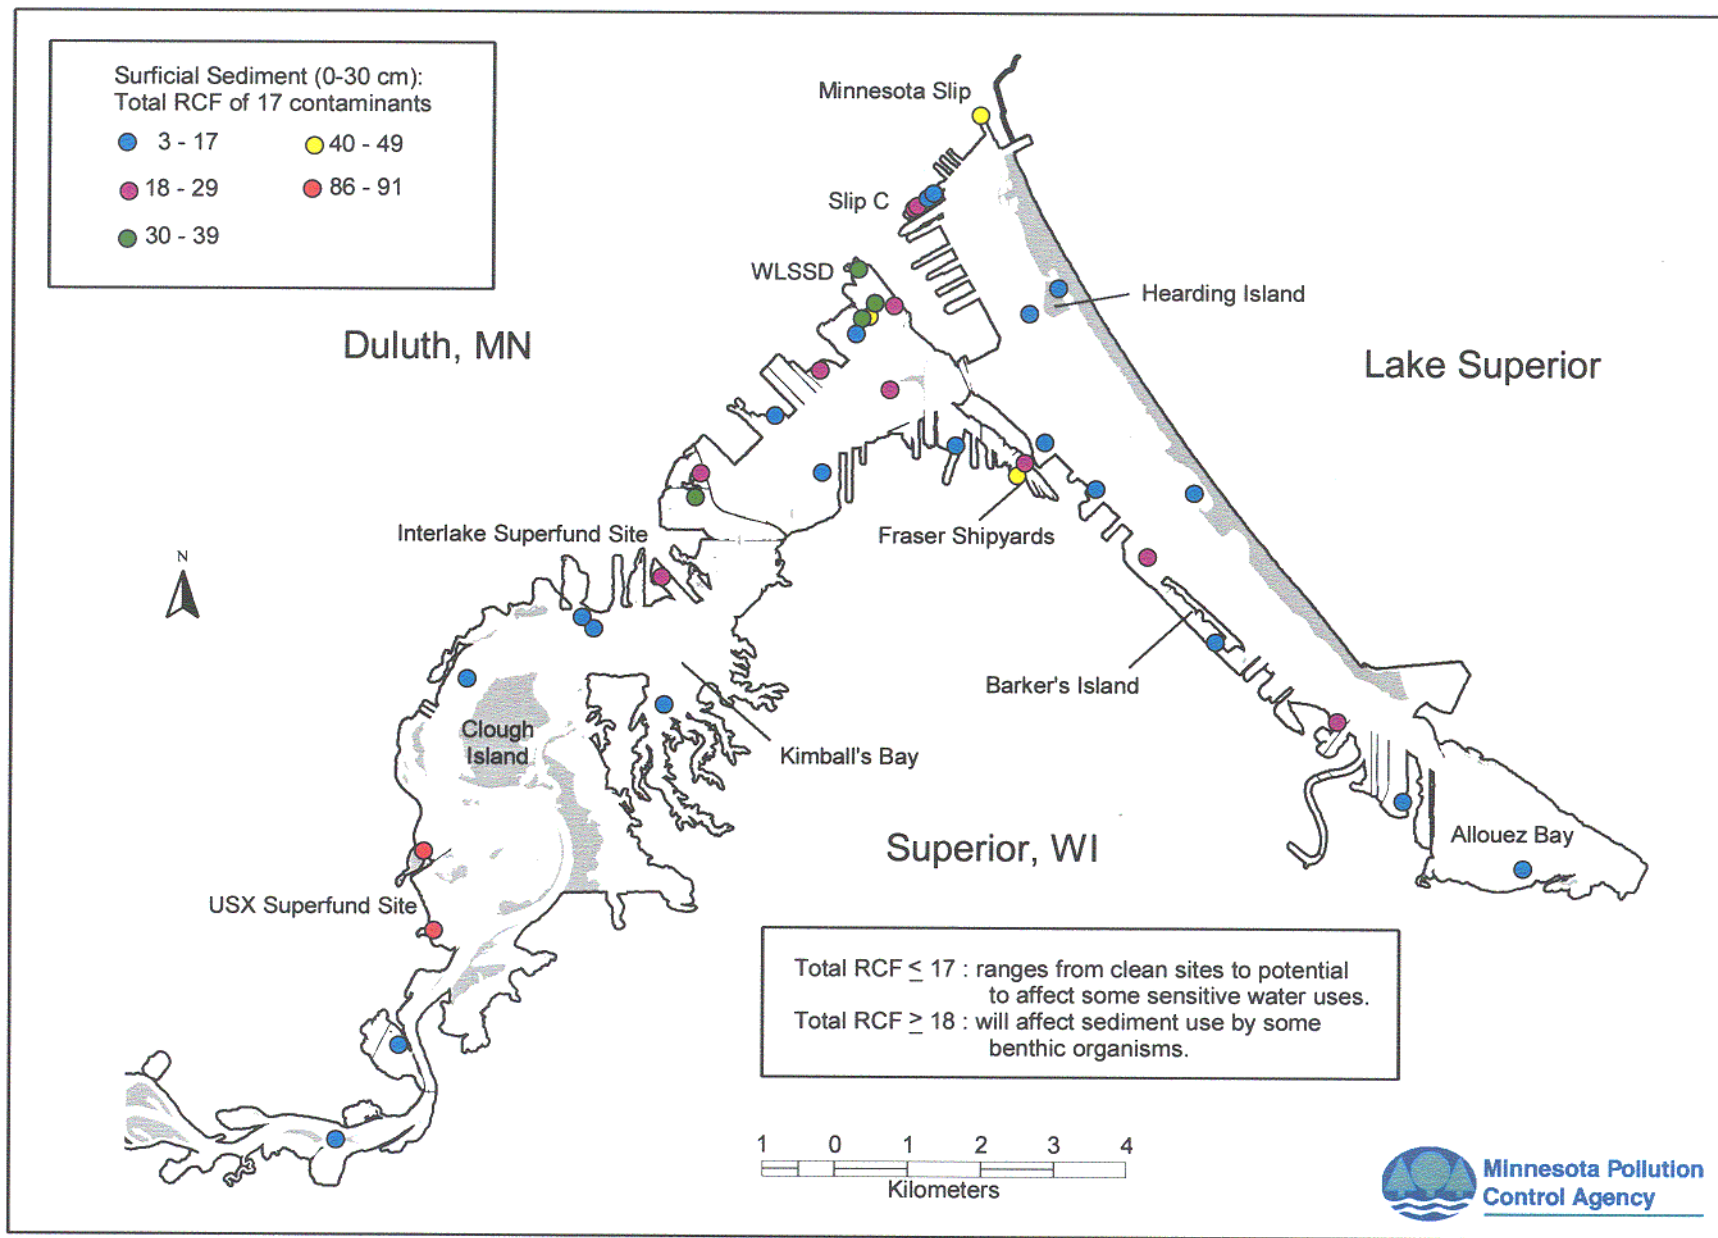 Surficial Sediment (0-30 cm):
Total RCF of 17 contaminants
3 - 17
40 - 49
18 - 29
86 - 91
30 - 39
Minnesota Slip
Slip C
WLSSD
Hearding Island
Duluth, MN
Lake Superior
Interlake Superfund Site
Fraser Shipyards
N
Barker's Island
Clough
Island
Kimball's Bay
Superior, WI
Allouez Bay
USX Superfund Site
Total RCF ≤ 17 : ranges from clean sites to potential
to affect some sensitive water uses.
Total RCF ≥ 18 : will affect sediment use by some
benthic organisms.
1 0 1 2 3 4
Kilometers
Minnesota Pollution
Control Agency